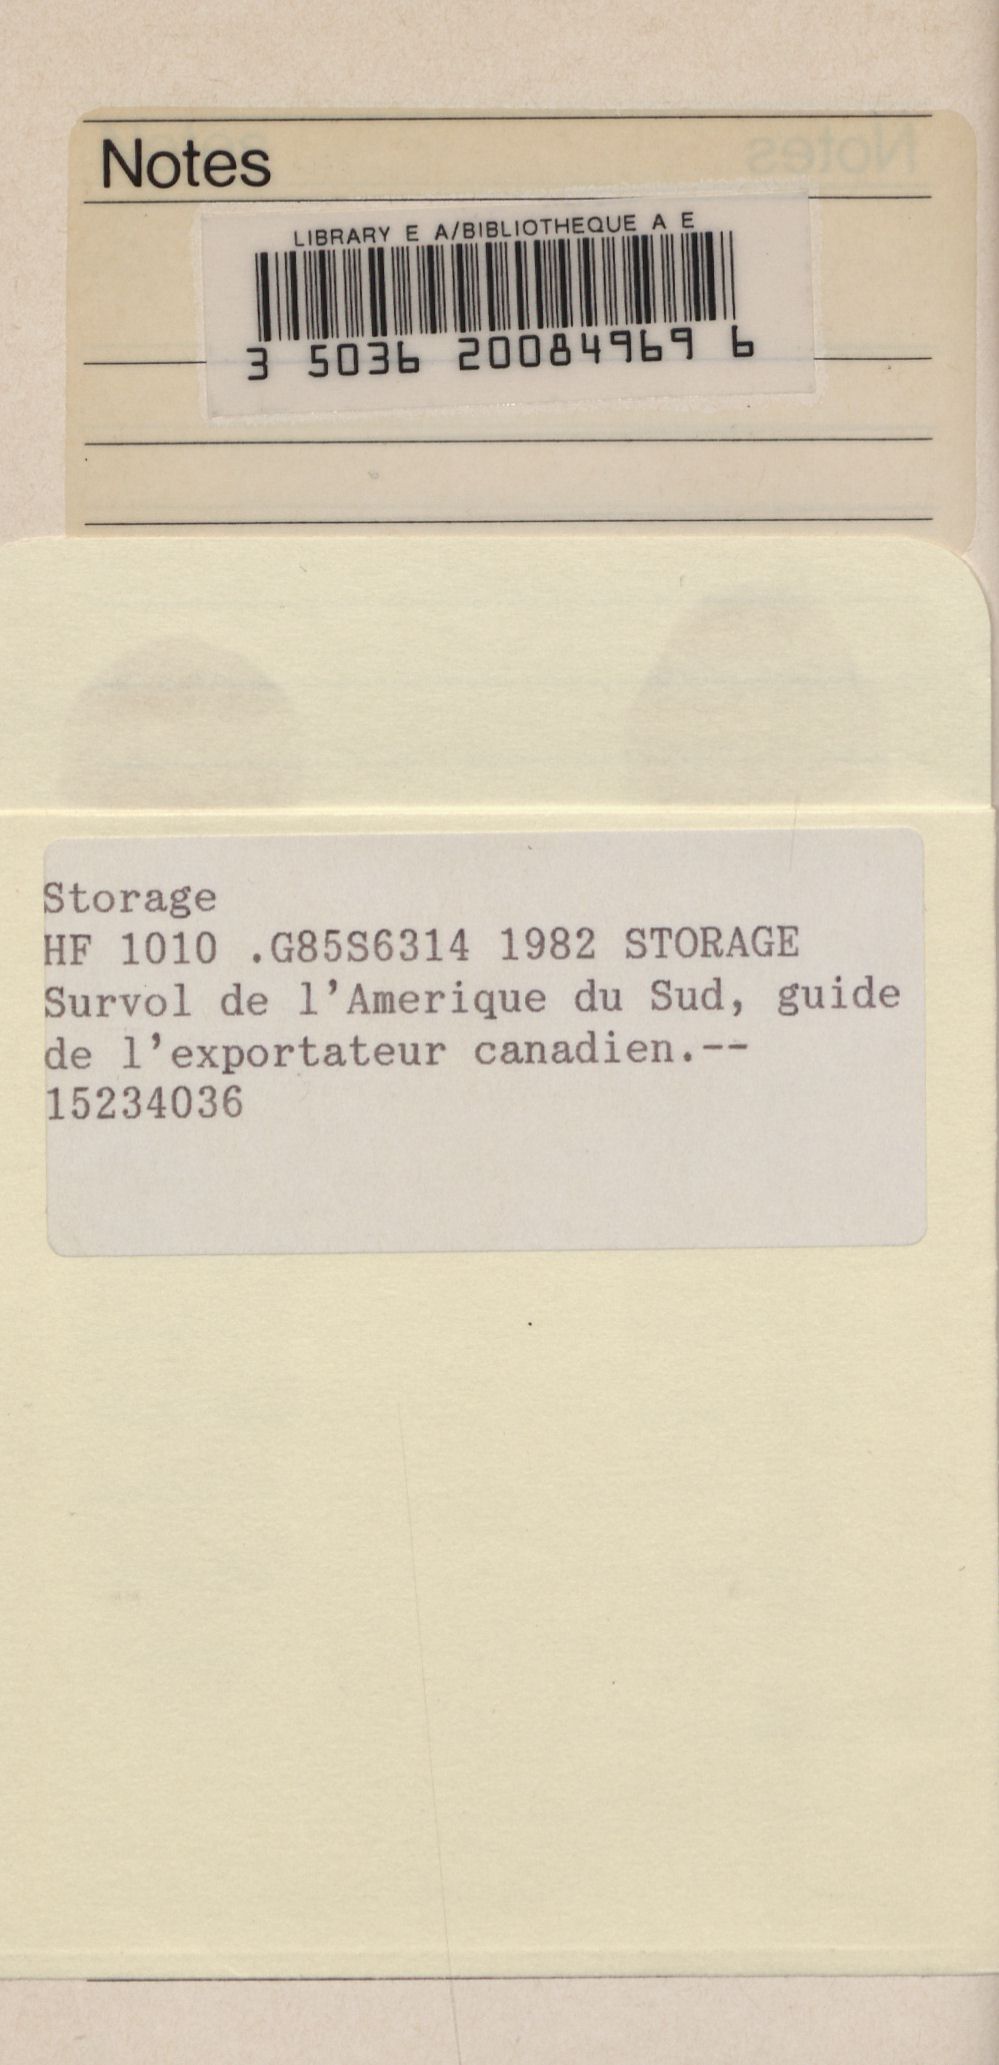 Notes
LIBRARY E A/BIBLIOTHEQUE A E
3 5036 20084969 6
Storage
HF 1010 .G85S6314 1982 STORAGE
Survol de l'Amerique du Sud, guide
de l'exportateur canadien.--
15234036